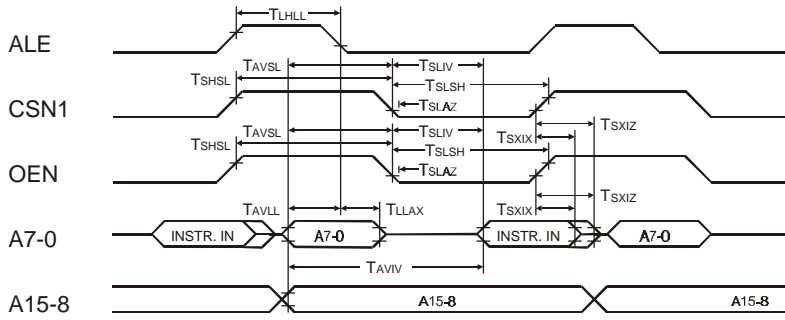 TLHLL
ALE
TAVSL TSLIV
TSHSL TSLSH
CSN1 TSLAZ TSXIZ
TSXIX
TAVSL TSLIV
TSHSL TSLSH
OEN TSLAZ TSXIZ
TSXIX
TAVLL TLLAX
A7-0 INSTR. IN A7-0 INSTR. IN A7-0
TAVIV
A15-8 A15-8 A15-8